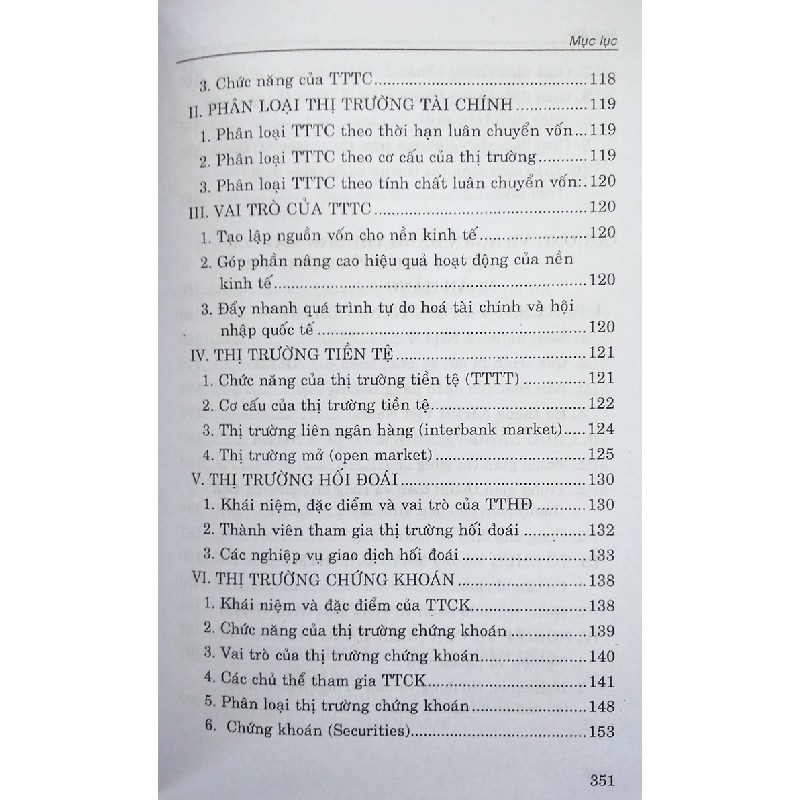 Mục lục
3. Chức năng của TTTC............................118
II. PHÂN LOẠI THỊ TRƯỜNG TÀI CHÍNH.............119
1. Phân loại TTTC theo thời hạn luân chuyển vốn...119
2. Phân loại TTTC theo cơ cấu của thị trường..........119
3. Phân loại TTTC theo tính chất luân chuyển vốn:.120
III. VAI TRÒ CỦA TTTC............................120
1. Tạo lập nguồn vốn cho nền kinh tế..............120
2. Góp phần nâng cao hiệu quả hoạt động của nền
kinh tế..........................................120
3. Đẩy nhanh quá trình tự do hoá tài chính và hội
nhập quốc tế.....................................120
IV. THỊ TRƯỜNG TIỀN TỆ..........................121
1. Chức năng của thị trường tiền tệ (TTTT)..........121
2. Cơ cấu của thị trường tiền tệ......................122
3. Thị trường liên ngân hàng (interbank market).....124
4. Thị trường mở (open market)......................125
V. THỊ TRƯỜNG HỐI ĐOÁI..........................130
1. Khái niệm, đặc điểm và vai trò của TTHĐ ........130
2. Thành viên tham gia thị trường hối đoái ..........132
3. Các nghiệp vụ giao dịch hối đoái..................133
VI. THỊ TRƯỜNG CHỨNG KHOÁN......................138
1. Khái niệm và đặc điểm của TTCK.................138
2. Chức năng của thị trường chứng khoán ............139
3. Vai trò của thị trường chứng khoán................140
4. Các chủ thể tham gia TTCK.......................141
5. Phân loại thị trường chứng khoán.................148
6. Chứng khoán (Securities).........................153
351